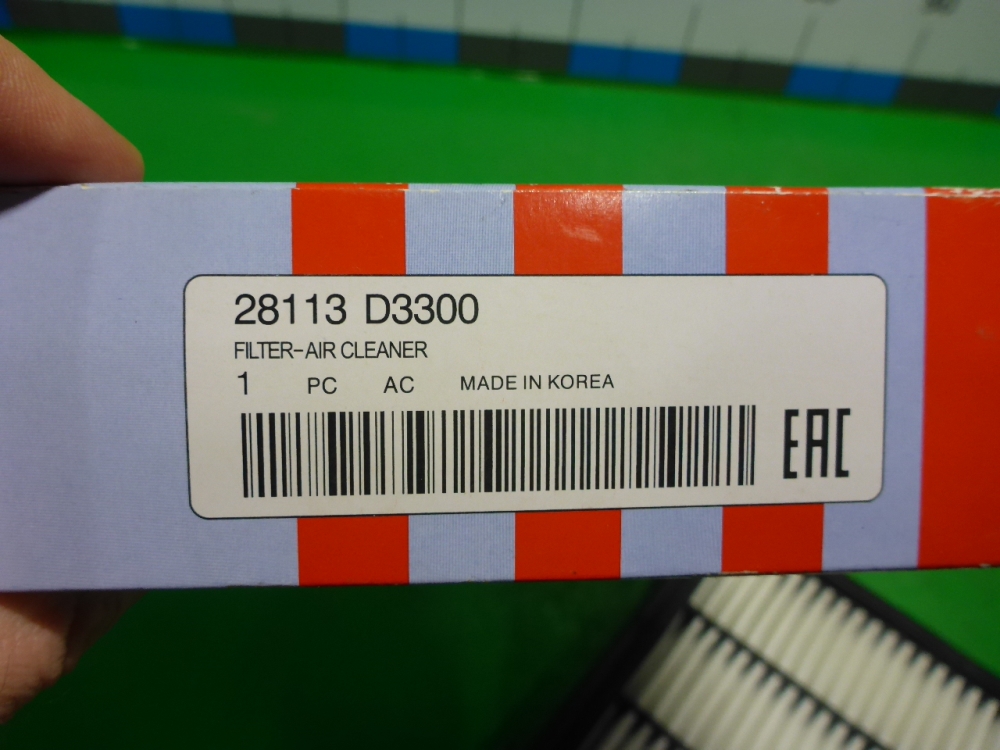 28113 D3300
FILTER-AIR CLEANER
1 PC AC MADE IN KOREA
EAC